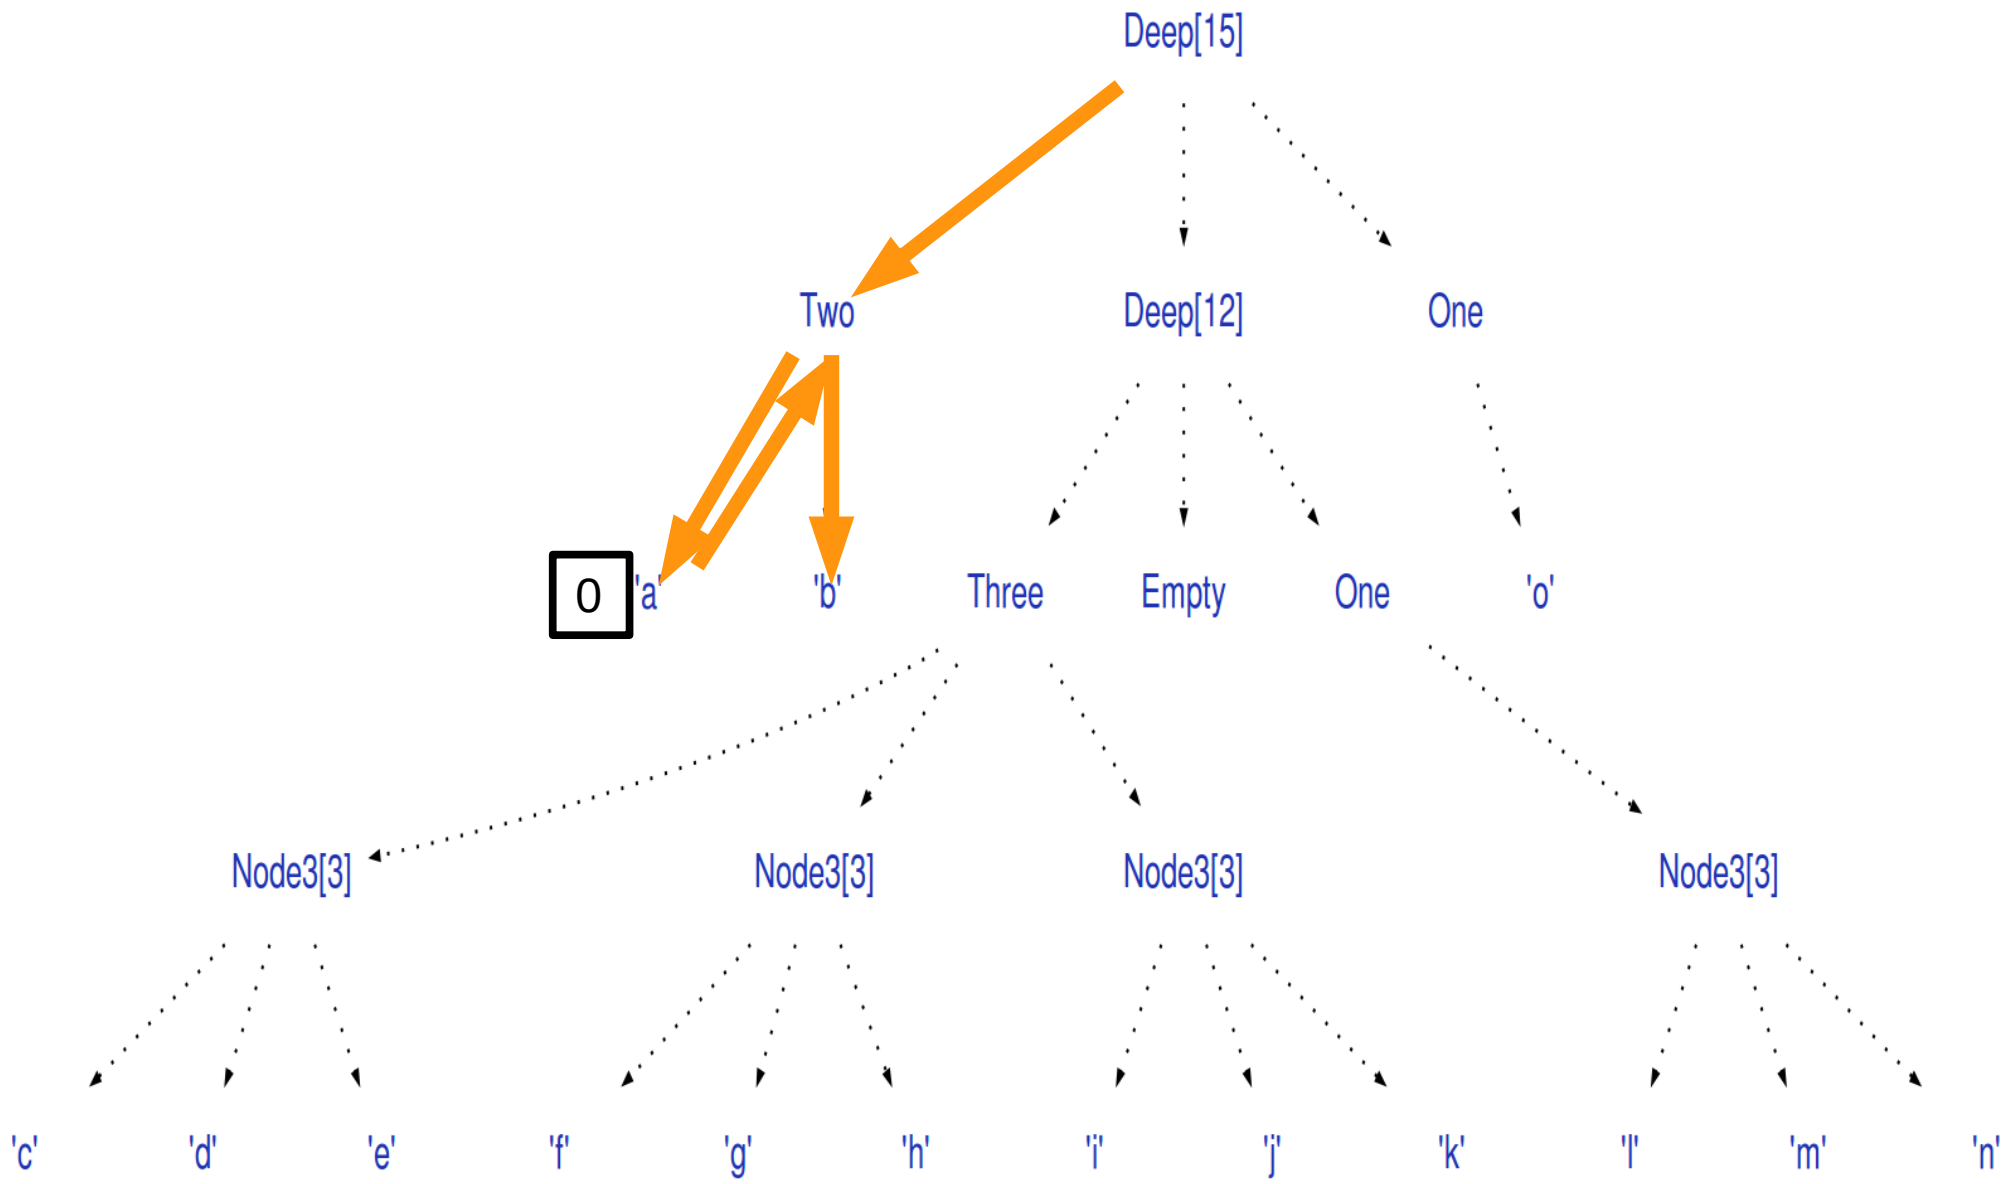 Deep[15]
Two Deep[12] One
0 'a' 'b' Three Empty One 'o'
Node3[3] Node3[3] Node3[3] Node3[3]
'c' 'd' 'e' 'f' 'g' 'h' 'i' 'j' 'k' 'l' 'm' 'n'